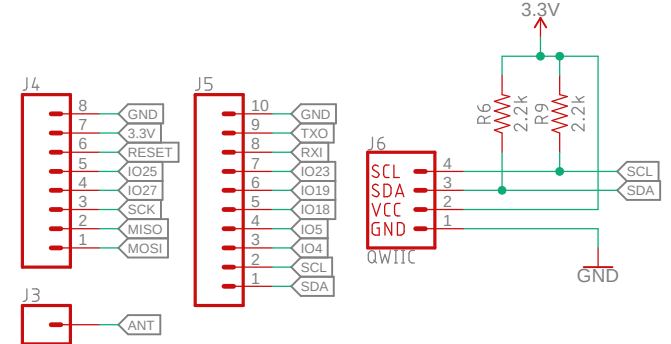 3.3V
J4
8 GND
7 3.3V
6 RESET
5 IO25
4 IO27
3 SCK
2 MISO
1 MOSI
J3
ANT
J5
10 GND
9 TXO
8 RXI
7 IO23
6 IO19
5 IO18
4 IO5
3 IO4
2 SCL
1 SDA
R6
2.2k
R9
2.2k
J6
SCL 4 SCL
SDA 3 SDA
VCC 2
GND 1
QWIIC
GND